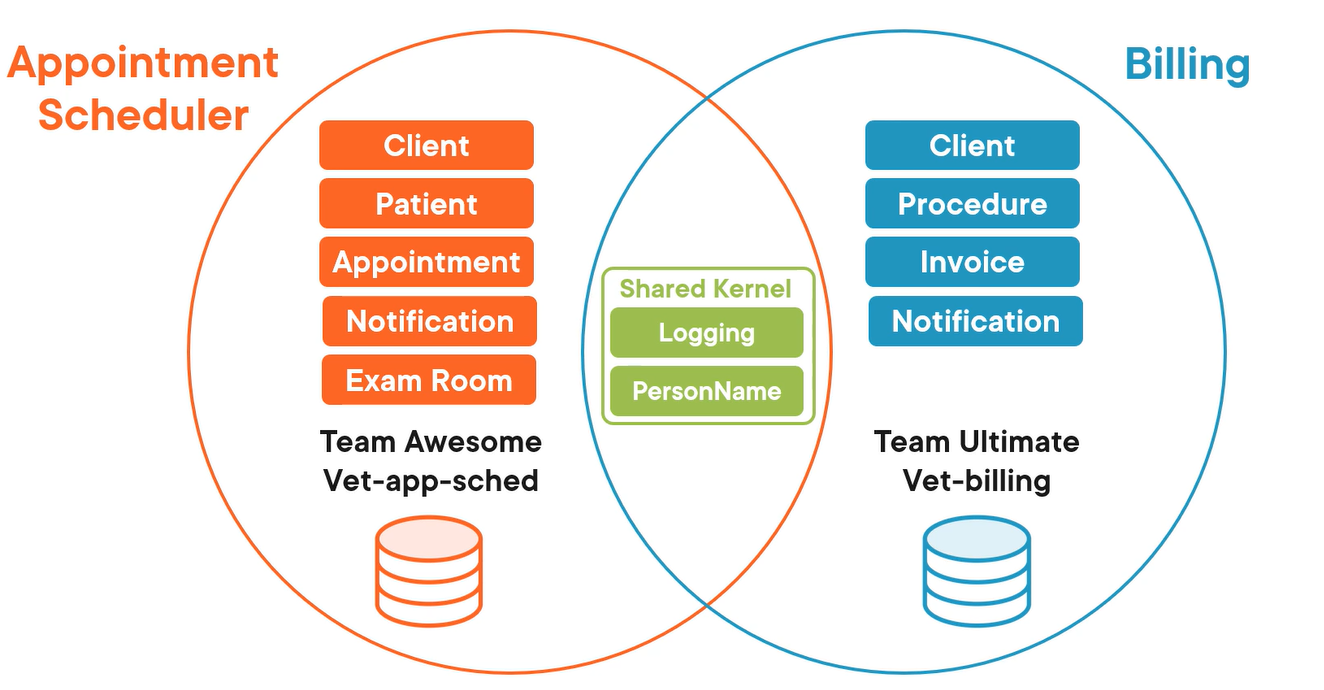 Appointment
Scheduler
Client
Patient
Appointment
Notification
Exam Room
Team Awesome
Vet-app-sched
Shared Kernel
Logging
PersonName
Billing
Client
Procedure
Invoice
Notification
Team Ultimate
Vet-billing